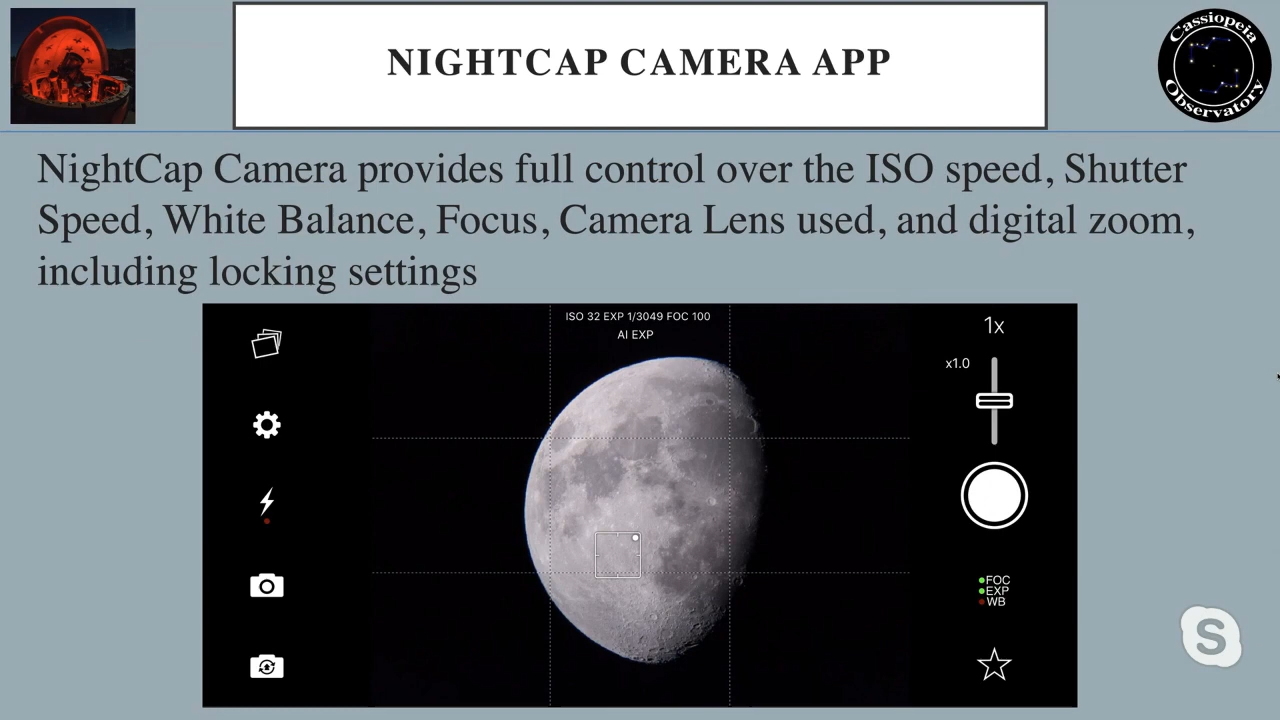 NIGHTCAP CAMERA APP
Cassiopeia
Observatory
NightCap Camera provides full control over the ISO speed, Shutter
Speed, White Balance, Focus, Camera Lens used, and digital zoom,
including locking settings
ISO 32 EXP 1/3049 FOC 100
AI EXP
1x
x1.0
FOC
EXP
WB
S